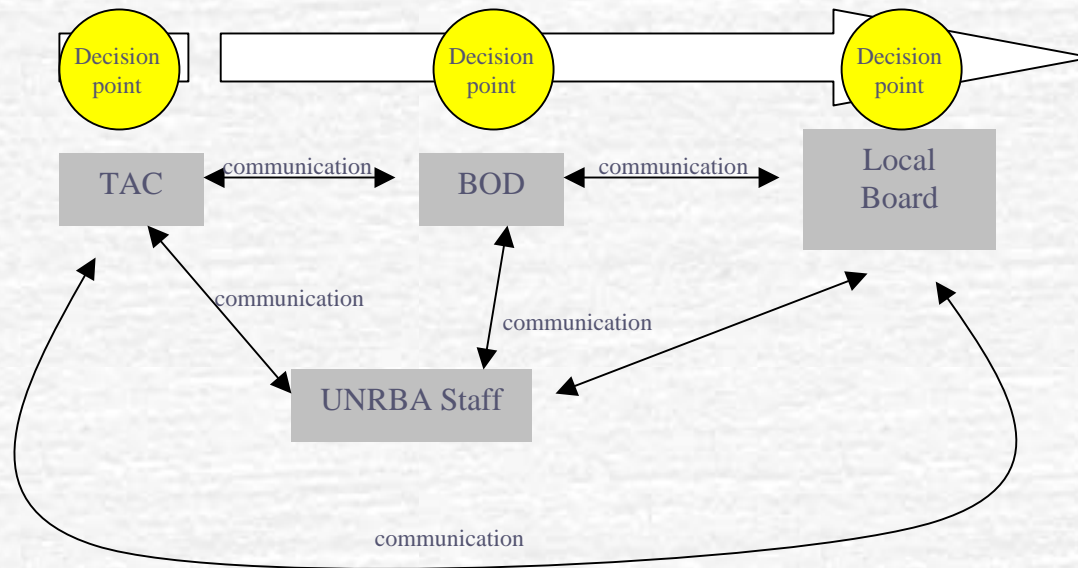 Decision
point
Decision
point
Decision
point
TAC
communication
BOD
communication
Local
Board
communication
communication
UNRBA Staff
communication